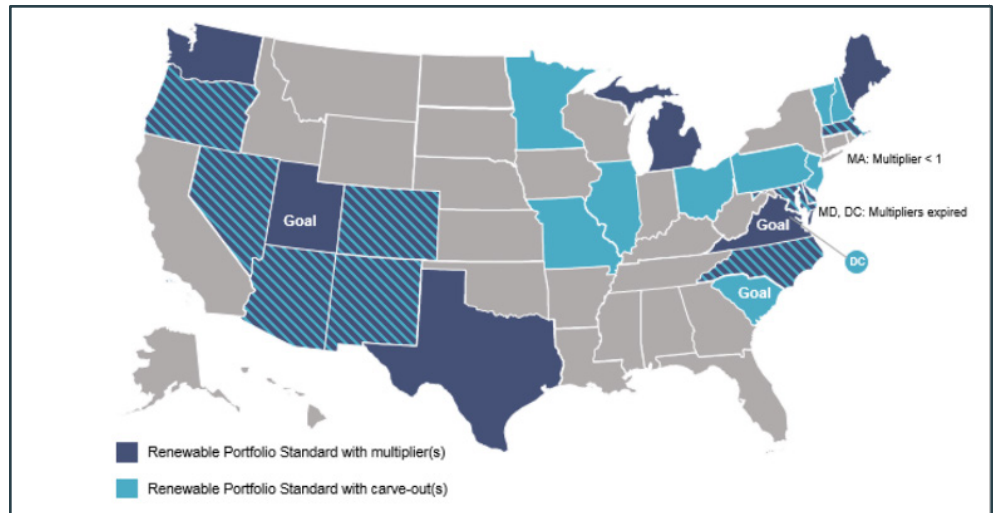 MA: Multiplier < 1
Goal
MD, DC: Multipliers expired
Goal
DC
Goal
Renewable Portfolio Standard with multiplier(s)
Renewable Portfolio Standard with carve-out(s)